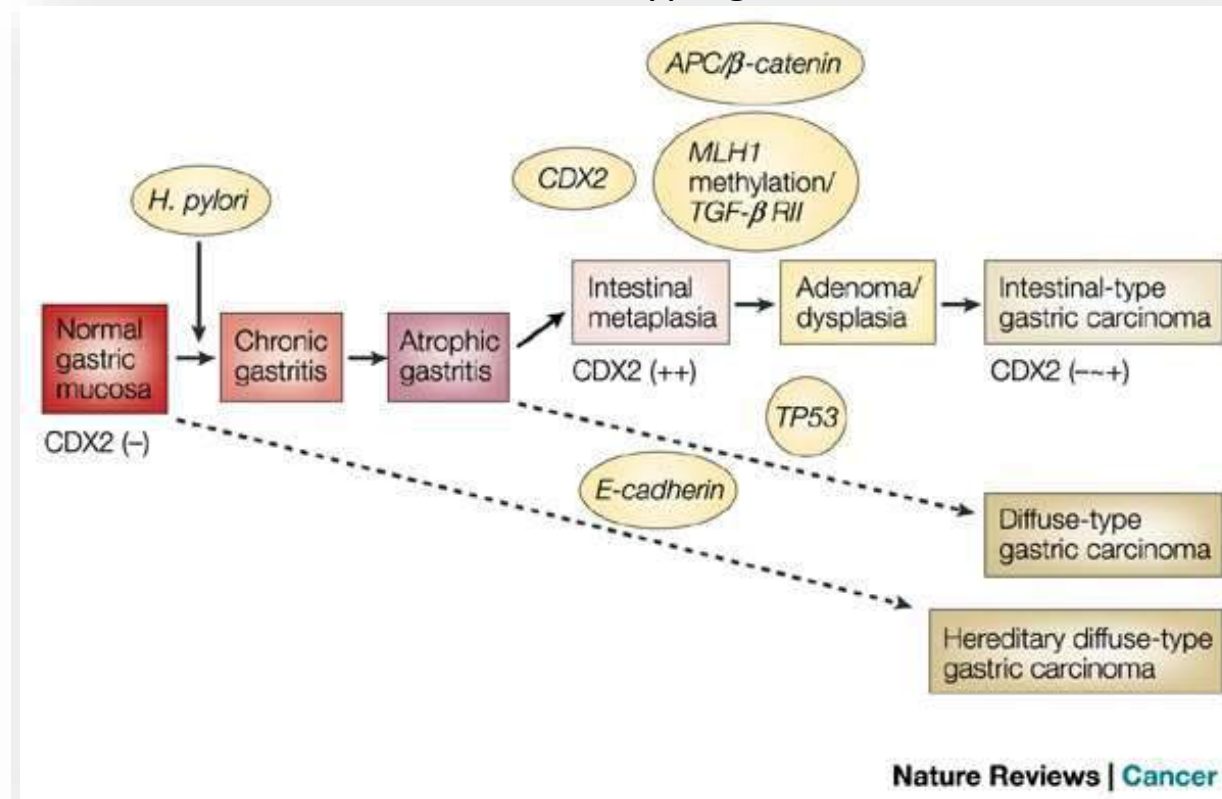 APC/β-catenin
CDX2
MLH1
methylation/
TGF-β RII
H. pylori
Normal
gastric
mucosa
CDX2 (–)
Chronic
gastritis
Atrophic
gastritis
Intestinal
metaplasia
CDX2 (++)
Adenoma/
dysplasia
Intestinal-type
gastric carcinoma
CDX2 (–~+)
TP53
E-cadherin
Diffuse-type
gastric carcinoma
Hereditary diffuse-type
gastric carcinoma
Nature Reviews | Cancer